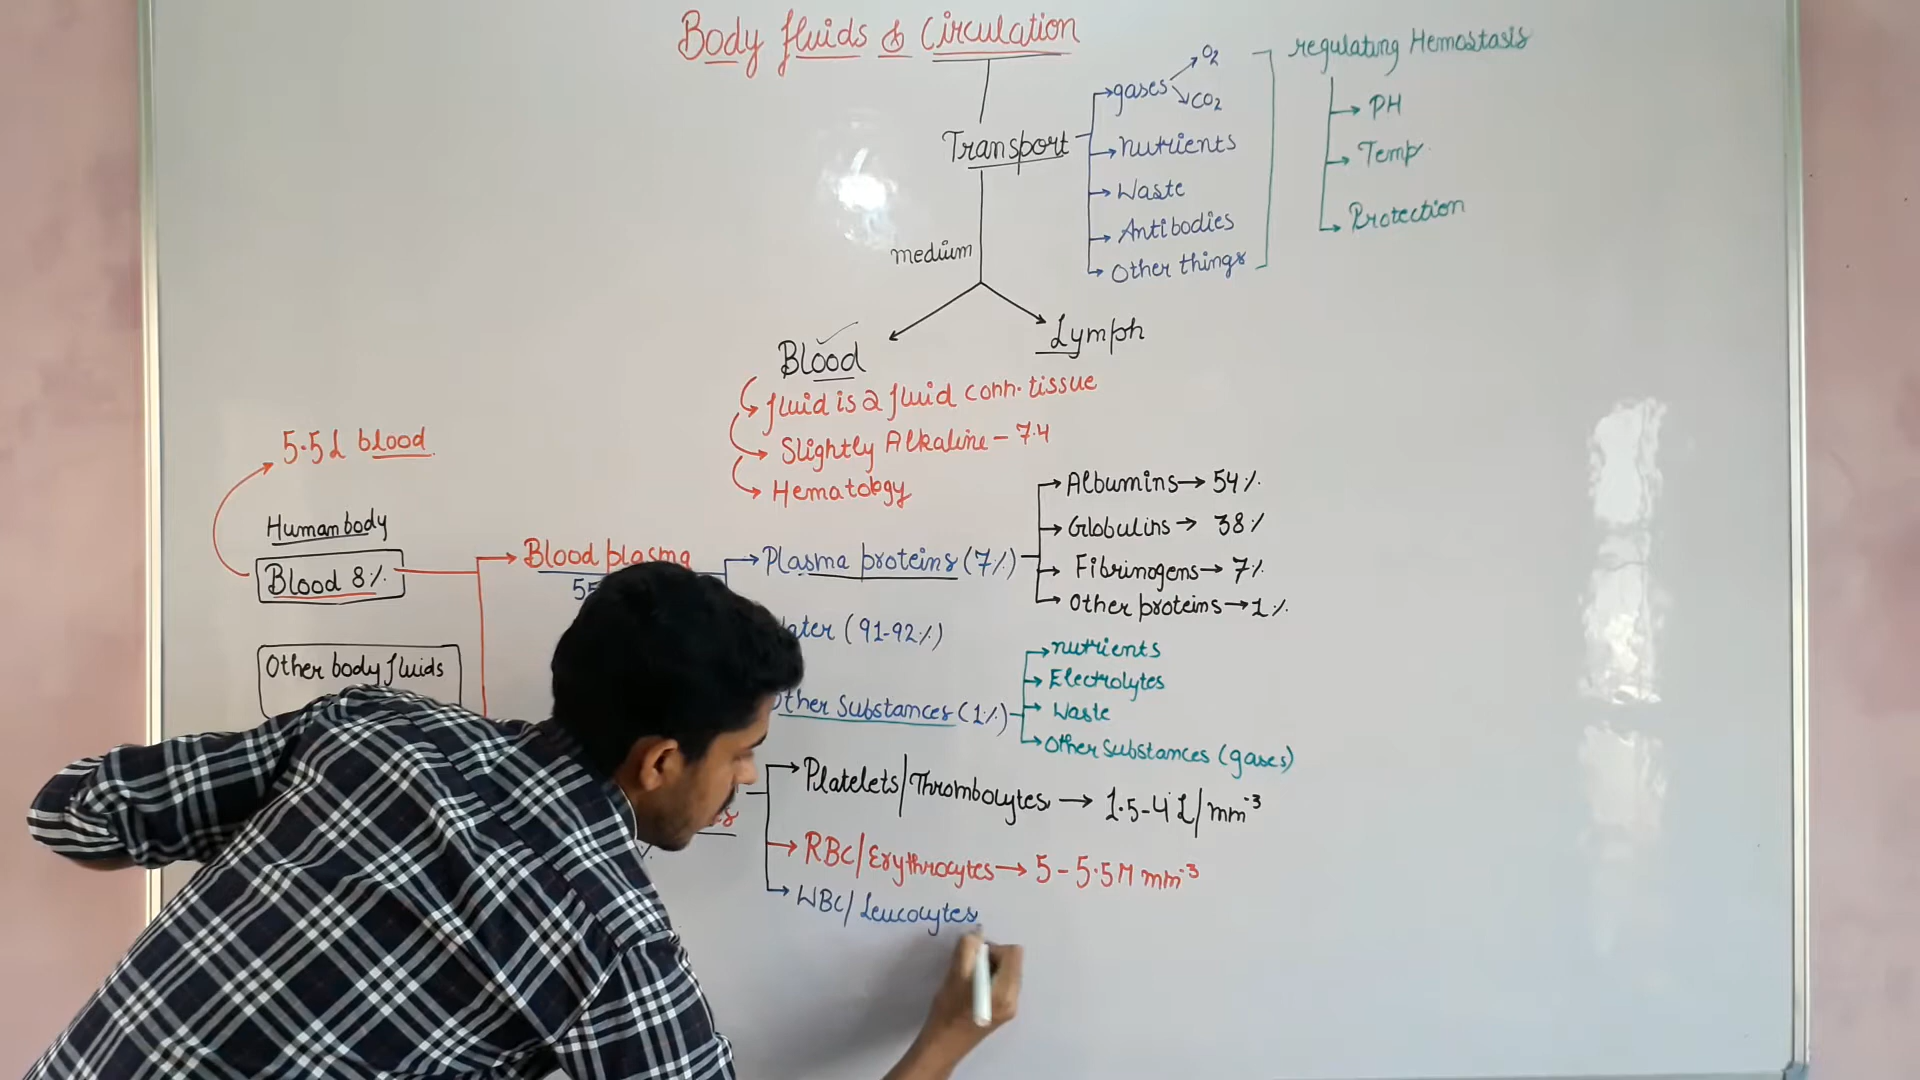 Body fluids & Circulation
Transport
gases
O2
CO2
nutrients
Waste
Antibodies
Other things
regulating Hemostasis
PH
Temp.
Protection
medium
Blood
Lymph
fluid is a fluid conn. tissue
Slightly Alkaline - 7.4
Hematology
5.5L blood
Human body
Blood 8%
Other body fluids
Blood plasma
Plasma proteins (7%)
Albumins → 54%
Globulins → 38%
Fibrinogens → 7%
Other proteins → 1%
(91-92%)
Substances (1%)
nutrients
Electrolytes
Waste
Other substances (gases)
Platelets/Thrombolytes → 1.5-4 L/mm-3
RBC/Erythrocytes → 5 - 5.5M mm-3
WBC/Leucocytes